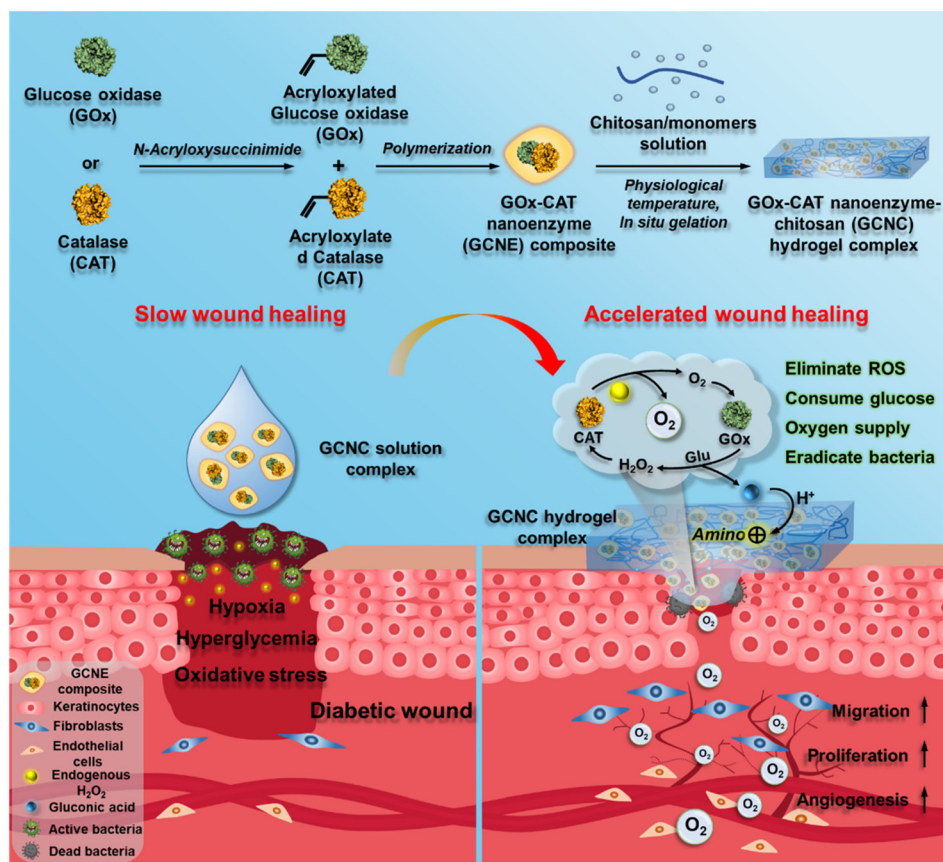 Glucose oxidase
(GOx)
or
Catalase
(CAT)
N-Acryloxysuccinimide
Acryloxylated
Glucose oxidase
(GOx)
+
Acryloxylate
d Catalase
(CAT)
Polymerization
GOx-CAT
nanoenzyme
(GCNE) composite
Chitosan/monomers
solution
Physiological
temperature,
In situ gelation
GOx-CAT nanoenzyme-
chitosan (GCNC)
hydrogel complex
Slow wound healing
Accelerated wound healing
GCNC solution
complex
Hypoxia
Hyperglycemia
Oxidative stress
Diabetic wound
GCNE
composite
Keratinocytes
Fibroblasts
Endothelial
cells
Endogenous
H₂O₂
Gluconic acid
Active bacteria
Dead bacteria
O₂
O₂
CAT
GOx
Glu
H₂O₂
H⁺
Eliminate ROS
Consume glucose
Oxygen supply
Eradicate bacteria
GCNC hydrogel
complex
Amino ⊕
O₂
O₂
O₂
O₂
O₂
O₂
O₂
O₂
Migration ↑
Proliferation ↑
Angiogenesis ↑